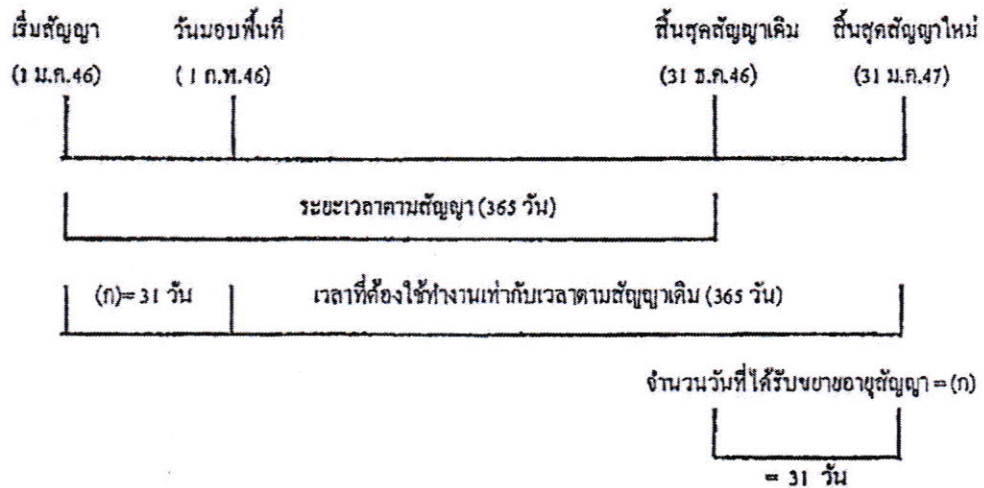 เริ่มสัญญา วันมอบพื้นที่ สิ้นสุดสัญญาเดิม สิ้นสุดสัญญาใหม่
(1 ม.ค.46) (1 ก.พ.46) (31 ธ.ค.46) (31 ม.ค.47)
ระยะเวลาตามสัญญา (365 วัน)
(ก)= 31 วัน เวลาที่ต้องใช้ทำงานเท่ากับเวลาตามสัญญาเดิม (365 วัน)
จำนวนวันที่ได้รับขยายอายุสัญญา = (ก)
= 31 วัน